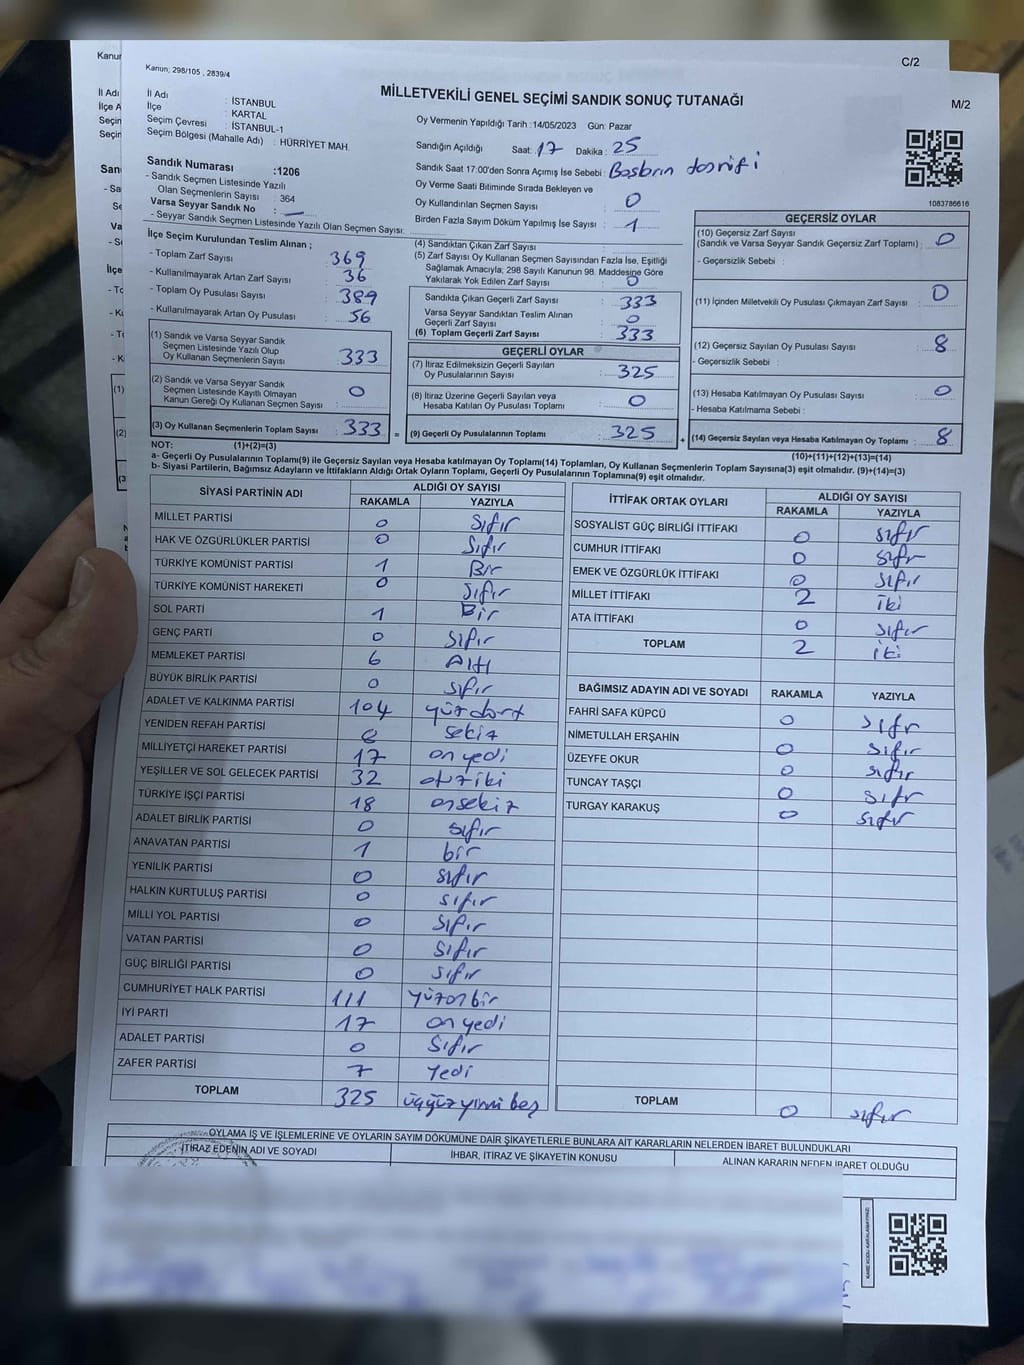 C/2
Kanun; 298/105 , 2839/4
MİLLETVEKİLİ GENEL SEÇİMİ SANDIK SONUÇ TUTANAĞI
M/2
İl Adı : İSTANBUL
İlçe : KARTAL
Seçim Çevresi : İSTANBUL-1
Seçim Bölgesi (Mahalle Adı) : HÜRRİYET MAH.
Oy Vermenin Yapıldığı Tarih :14/05/2023 Gün: Pazar
Sandığın Açıldığı Saat: 17 Dakika : 25
Sandık Saat 17:00'den Sonra Açımış İse Sebebi :
Oy Verme Saati Bitiminde Sırada Bekleyen ve
Oy Kullandırılan Seçmen Sayısı : 0
Birden Fazla Sayım Döküm Yapılmış İse Sayısı : 1
1083786616
Sandık Numarası :1206
- Sandık Seçmen Listesinde Yazılı
Olan Seçmenlerin Sayısı : 364
Varsa Seyyar Sandık No :
- Seyyar Sandık Seçmen Listesinde Yazılı Olan Seçmen Sayısı:
İlçe Seçim Kurulundan Teslim Alınan ;
- Toplam Zarf Sayısı : 369
- Kullanılmayarak Artan Zarf Sayısı : 36
- Toplam Oy Pusulası Sayısı : 389
- Kullanılmayarak Artan Oy Pusulası : 56
(1) Sandık ve Varsa Seyyar Sandık
Seçmen Listesinde Yazılı Olup
Oy Kullanan Seçmenlerin Sayısı : 333
(2) Sandık ve Varsa Seyyar Sandık
Seçmen Listesinde Kayıtlı Olmayan
Kanun Gereği Oy Kullanan Seçmen Sayısı : 0
(3) Oy Kullanan Seçmenlerin Toplam Sayısı : 333
(4) Sandıktan Çıkan Zarf Sayısı :
(5) Zarf Sayısı Oy Kullanan Seçmen Sayısından Fazla İse, Eşitliği
Sağlamak Amacıyla; 298 Sayılı Kanunun 98. Maddesine Göre
Yakılarak Yok Edilen Zarf Sayısı : 0
Sandıkta Çıkan Geçerli Zarf Sayısı : 333
Varsa Seyyar Sandıktan Teslim Alınan
Geçerli Zarf Sayısı : 0
(6) Toplam Geçerli Zarf Sayısı : 333
GEÇERLİ OYLAR
(7) İtiraz Edilmeksizin Geçerli Sayılan
Oy Pusulalarının Sayısı : 325
(8) İtiraz Üzerine Geçerli Sayılan veya
Hesaba Katılan Oy Pusulası Toplamı : 0
= (9) Geçerli Oy Pusulalarının Toplamı : 325
GEÇERSİZ OYLAR
(10) Geçersiz Zarf Sayısı
(Sandık ve Varsa Seyyar Sandık Geçersiz Zarf Toplamı) : 0
- Geçersizlik Sebebi :
(11) İçinden Milletvekili Oy Pusulası Çıkmayan Zarf Sayısı : 0
(12) Geçersiz Sayılan Oy Pusulası Sayısı : 8
- Geçersizlik Sebebi :
(13) Hesaba Katılmayan Oy Pusulası Sayısı : 0
- Hesaba Katılmama Sebebi :
+ (14) Geçersiz Sayılan veya Hesaba Katılmayan Oy Toplamı : 8
NOT: (1)+(2)=(3)
(10)+(11)+(12)+(13)=(14)
a- Geçerli Oy Pusulalarının Toplamı(9) ile Geçersiz Sayılan veya Hesaba katılmayan Oy Toplamı(14) Toplamları, Oy Kullanan Seçmenlerin Toplam Sayısına(3) eşit olmalıdır. (9)+(14)=(3)
b- Siyasi Partilerin, Bağımsız Adayların ve İttifakların Aldığı Ortak Oyların Toplamı, Geçerli Oy Pusulalarının Toplamına(9) eşit olmalıdır.
SİYASİ PARTİNİN ADI ALDIĞI OY SAYISI
RAKAMLA YAZIYLA
MİLLET PARTİSİ 0 sıfır
HAK VE ÖZGÜRLÜKLER PARTİSİ 0 sıfır
TÜRKİYE KOMÜNİST PARTİSİ 1 Bir
TÜRKİYE KOMÜNİST HAREKETİ 0 sıfır
SOL PARTİ 1 Bir
GENÇ PARTİ 0 sıfır
MEMLEKET PARTİSİ 6 Altı
BÜYÜK BİRLİK PARTİSİ 0 sıfır
ADALET VE KALKINMA PARTİSİ 104 yüzdört
YENİDEN REFAH PARTİSİ 8 sekiz
MİLLİYETÇİ HAREKET PARTİSİ 17 onyedi
YEŞİLLER VE SOL GELECEK PARTİSİ 32 otuziki
TÜRKİYE İŞÇİ PARTİSİ 18 onsekiz
ADALET BİRLİK PARTİSİ 0 sıfır
ANAVATAN PARTİSİ 1 bir
YENİLİK PARTİSİ 0 sıfır
HALKIN KURTULUŞ PARTİSİ 0 sıfır
MİLLİ YOL PARTİSİ 0 sıfır
VATAN PARTİSİ 0 sıfır
GÜÇ BİRLİĞİ PARTİSİ 0 sıfır
CUMHURİYET HALK PARTİSİ 111 yüzonbir
İYİ PARTİ 17 onyedi
ADALET PARTİSİ 0 sıfır
ZAFER PARTİSİ 7 Yedi
TOPLAM 325 üçyüzyirmi beş
İTTİFAK ORTAK OYLARI ALDIĞI OY SAYISI
RAKAMLA YAZIYLA
SOSYALİST GÜÇ BİRLİĞİ İTTİFAKI 0 sıfır
CUMHUR İTTİFAKI 0 sıfır
EMEK VE ÖZGÜRLÜK İTTİFAKI 0 sıfır
MİLLET İTTİFAKI 2 iki
ATA İTTİFAKI 0 sıfır
TOPLAM 2 iki
BAĞIMSIZ ADAYIN ADI VE SOYADI RAKAMLA YAZIYLA
FAHRİ SAFA KÜPCÜ 0 sıfır
NİMETULLAH ERŞAHİN 0 sıfır
ÜZEYFE OKUR 0 sıfır
TUNCAY TAŞÇI 0 sıfır
TURGAY KARAKUŞ 0 sıfır
TOPLAM 0 sıfır
OYLAMA İŞ VE İŞLEMLERİNE VE OYLARIN SAYIM DÖKÜMÜNE DAİR ŞİKAYETLERLE BUNLARA AİT KARARLARIN NELERDEN İBARET BULUNDUKLARI
İTİRAZ EDENİN ADI VE SOYADI İHBAR, İTİRAZ VE ŞİKAYETİN KONUSU ALINAN KARARIN NEDEN İBARET OLDUĞU